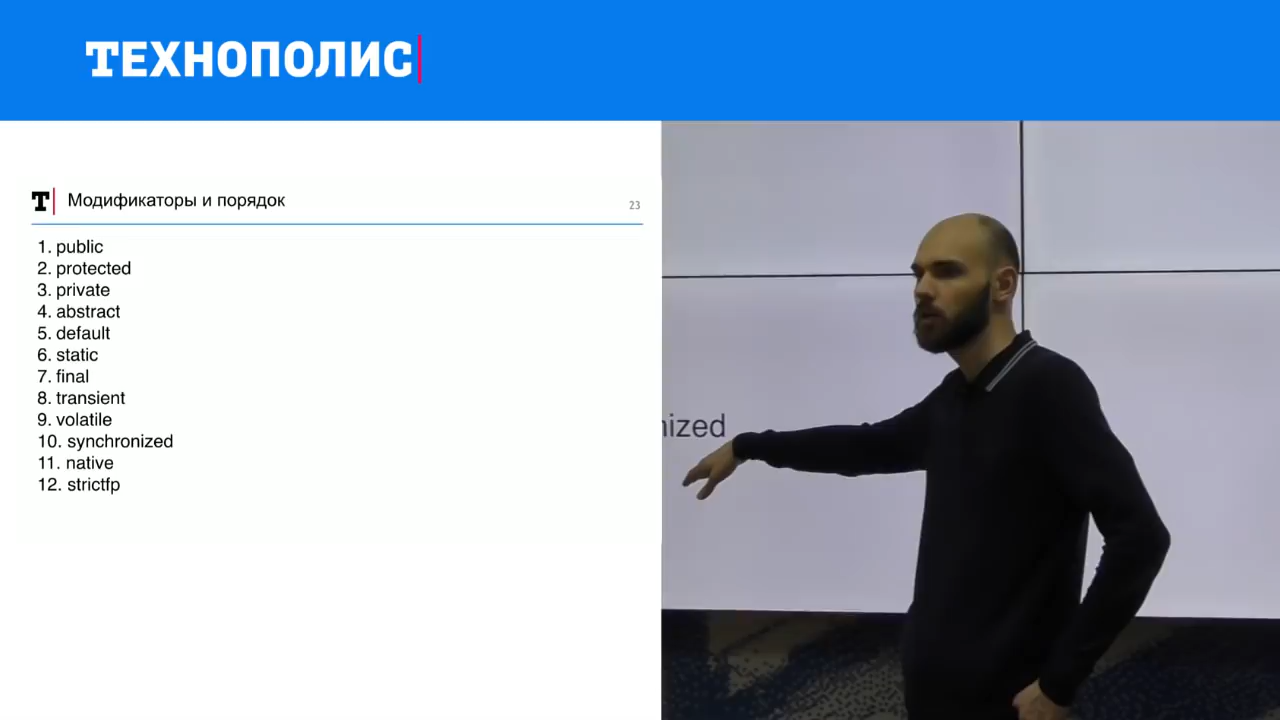 ТЕХНОПОЛИС
T Модификаторы и порядок 23
1. public
2. protected
3. private
4. abstract
5. default
6. static
7. final
8. transient
9. volatile
10. synchronized
11. native
12. strictfp
nized